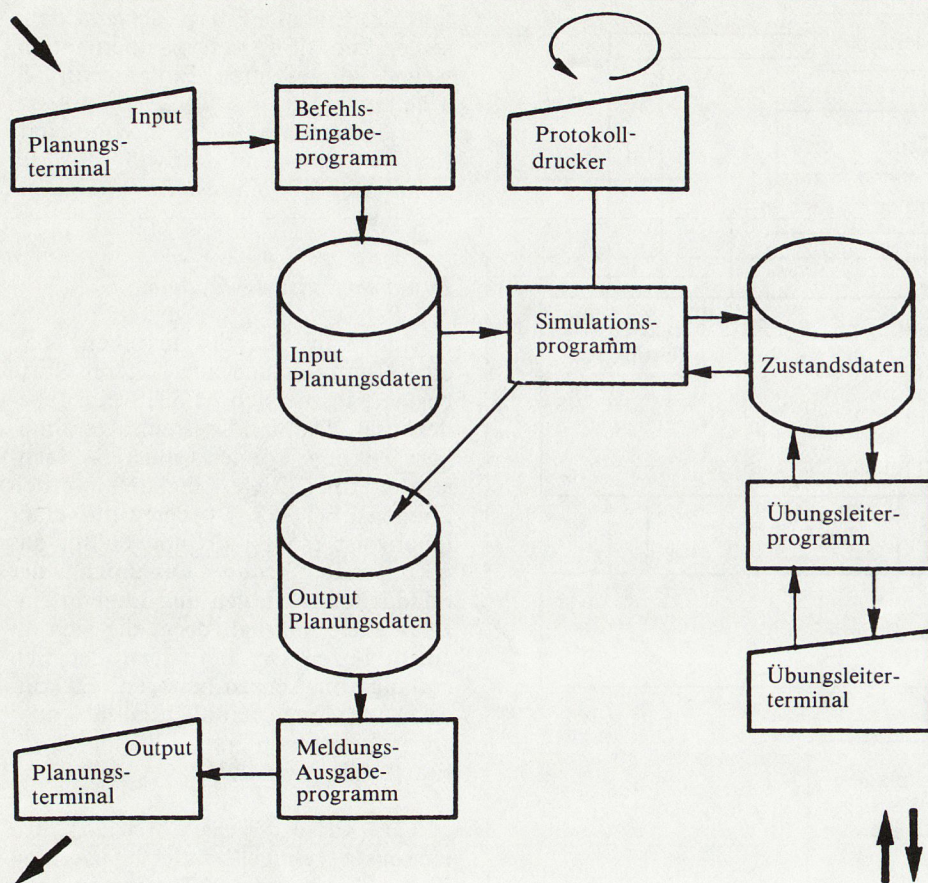 Input
Planungs-
terminal
Befehls-
Eingabe-
programm
Protokoll-
drucker
Input
Planungsdaten
Simulations-
programm
Zustandsdaten
Output
Planungsdaten
Übungsleiter-
programm
Übungsleiter-
terminal
Output
Planungs-
terminal
Meldungs-
Ausgabe-
programm